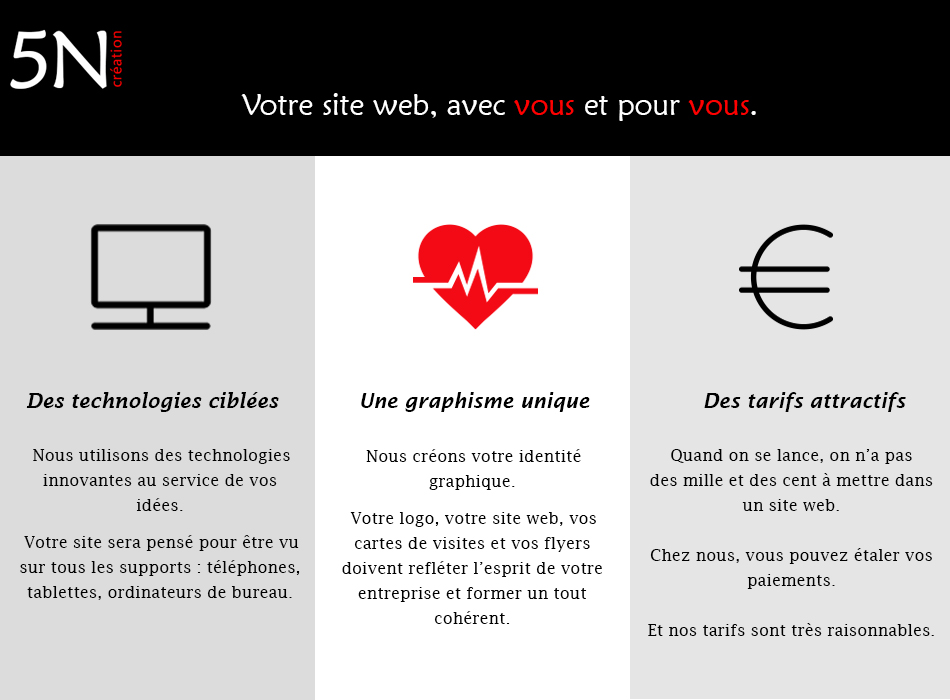 5N création
Votre site web, avec vous et pour vous.
Des technologies ciblées
Nous utilisons des technologies
innovantes au service de vos
idées.
Votre site sera pensé pour être vu
sur tous les supports : téléphones,
tablettes, ordinateurs de bureau.
Une graphisme unique
Nous créons votre identité
graphique.
Votre logo, votre site web, vos
cartes de visites et vos flyers
doivent refléter l’esprit de votre
entreprise et former un tout
cohérent.
Des tarifs attractifs
Quand on se lance, on n’a pas
des mille et des cent à mettre dans
un site web.
Chez nous, vous pouvez étaler vos
paiements.
Et nos tarifs sont très raisonnables.